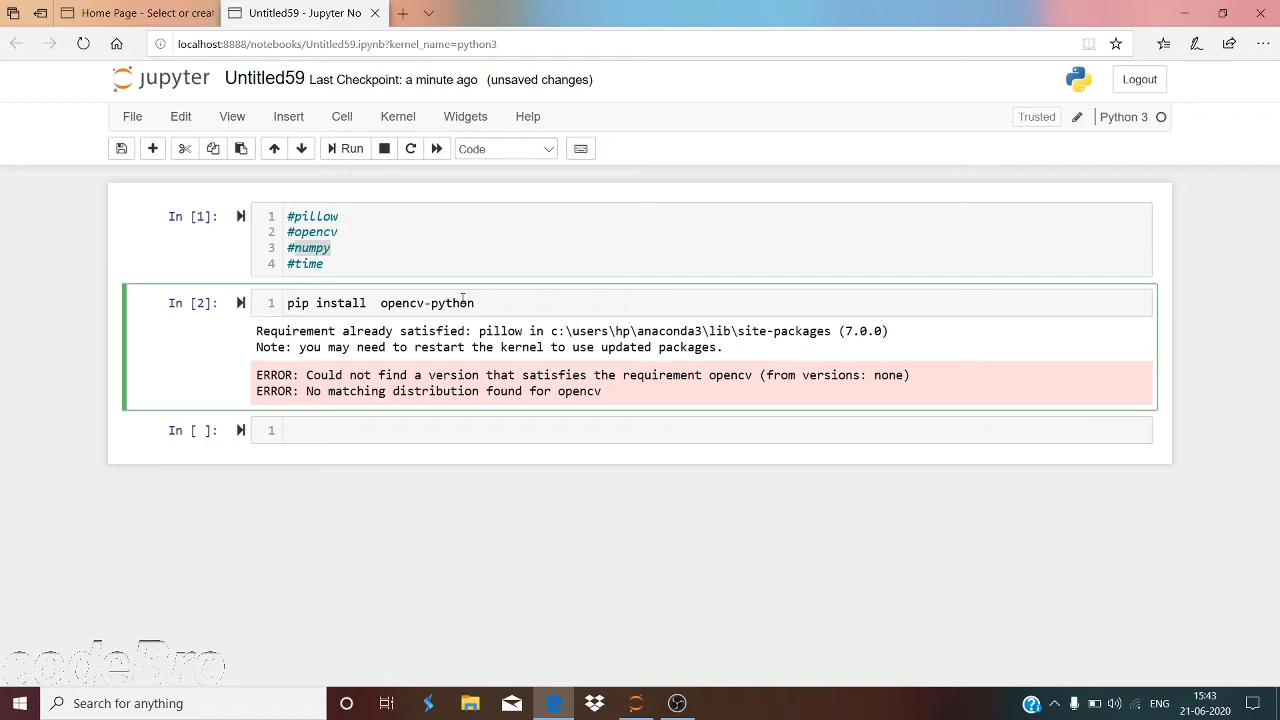 Home Page - Select or creat
Untitled59 - Jupyter No
localhost:8888/notebooks/Untitled59.ipynb?kernel_name=python3
jupyter Untitled59 Last Checkpoint: a minute ago (unsaved changes)
Logout
File Edit View Insert Cell Kernel Widgets Help
Trusted Python 3
Run Code
In [1]:
1 #pillow
2 #opencv
3 #numpy
4 #time
In [2]:
1 pip install  opencv-python
Requirement already satisfied: pillow in c:\users\hp\anaconda3\lib\site-packages (7.0.0)
Note: you may need to restart the kernel to use updated packages.
ERROR: Could not find a version that satisfies the requirement opencv (from versions: none)
ERROR: No matching distribution found for opencv
In [ ]:
1
Type here to search
ENG
15:43
21-06-2020